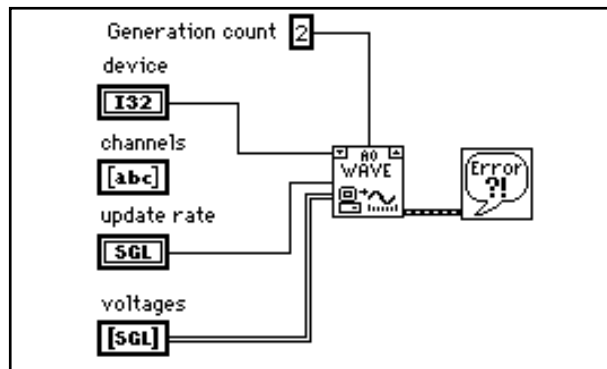 Generation count 2
device
I32
channels
[abc]
update rate
SGL
voltages
[SGL]
AO
WAVE
Error
?!